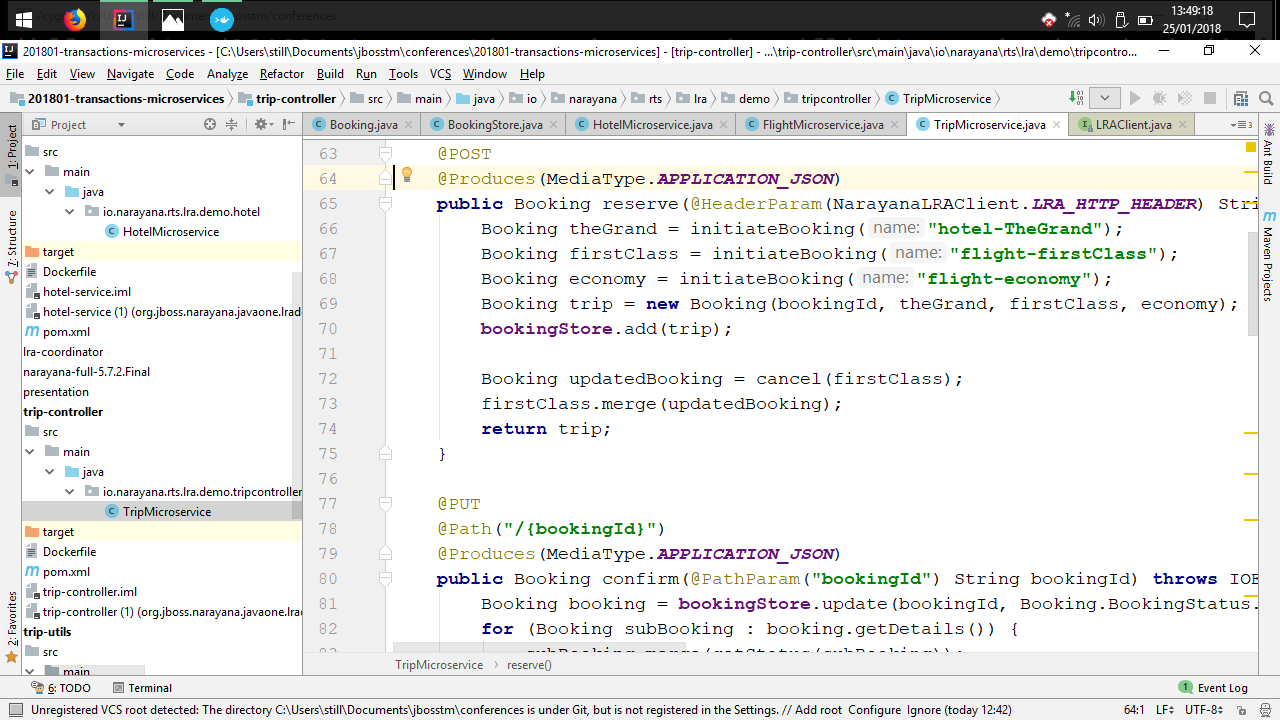 13:49:18
25/01/2018
201801-transactions-microservices - [C:\Users\still\Documents\jbosstm\conferences\201801-transactions-microservices] - [trip-controller] - ...\trip-controller\src\main\java\io\narayana\rts\lra\demo\tripcontro...
File Edit View Navigate Code Analyze Refactor Build Run Tools VCS Window Help
201801-transactions-microservices trip-controller src main java io narayana rts lra demo tripcontroller TripMicroservice
Project
Booking.java BookingStore.java HotelMicroservice.java FlightMicroservice.java TripMicroservice.java LRAClient.java
1: Project
7: Structure
2: Favorites
src
main
java
io.narayana.rts.lra.demo.hotel
HotelMicroservice
target
Dockerfile
hotel-service.iml
hotel-service (1) (org.jboss.narayana.javaone.lrad
pom.xml
lra-coordinator
narayana-full-5.7.2.Final
presentation
trip-controller
src
main
java
io.narayana.rts.lra.demo.tripcontroller
TripMicroservice
target
Dockerfile
pom.xml
trip-controller.iml
trip-controller (1) (org.jboss.narayana.javaone.lrad
trip-utils
src
main
63 @POST
64 @Produces(MediaType.APPLICATION_JSON)
65 public Booking reserve(@HeaderParam(NarayanaLRAClient.LRA_HTTP_HEADER) Stri
66 Booking theGrand = initiateBooking( name: "hotel-TheGrand");
67 Booking firstClass = initiateBooking( name: "flight-firstClass");
68 Booking economy = initiateBooking( name: "flight-economy");
69 Booking trip = new Booking(bookingId, theGrand, firstClass, economy);
70 bookingStore.add(trip);
71
72 Booking updatedBooking = cancel(firstClass);
73 firstClass.merge(updatedBooking);
74 return trip;
75 }
76
77 @PUT
78 @Path("/{bookingId}")
79 @Produces(MediaType.APPLICATION_JSON)
80 public Booking confirm(@PathParam("bookingId") String bookingId) throws IOE
81 Booking booking = bookingStore.update(bookingId, Booking.BookingStatus.
82 for (Booking subBooking : booking.getDetails()) {
83 subBooking.merge(getStatus(subBooking));
TripMicroservice reserve()
Ant Build
Maven Projects
6: TODO Terminal 1 Event Log
Unregistered VCS root detected: The directory C:\Users\still\Documents\jbosstm\conferences is under Git, but is not registered in the Settings. // Add root Configure Ignore (today 12:42) 64:1 LF UTF-8